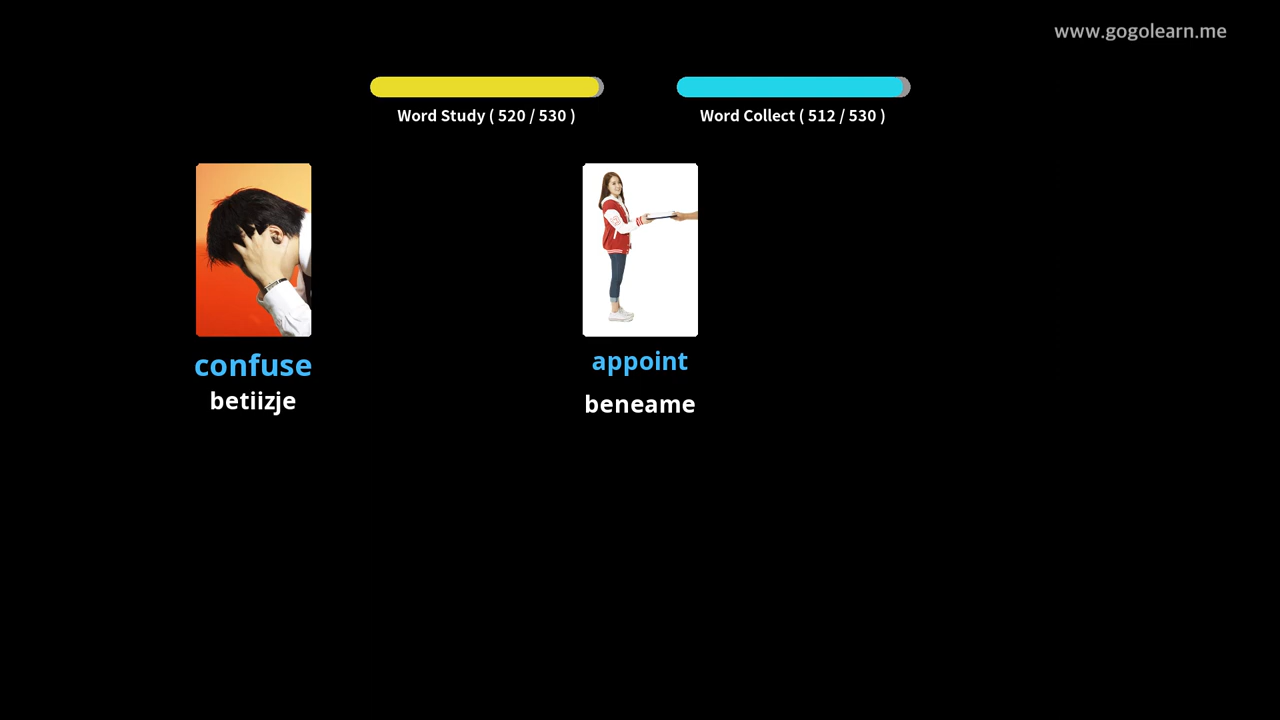 www.gogolearn.me
Word Study ( 520 / 530 )
Word Collect ( 512 / 530 )
confuse
betiizje
appoint
beneame